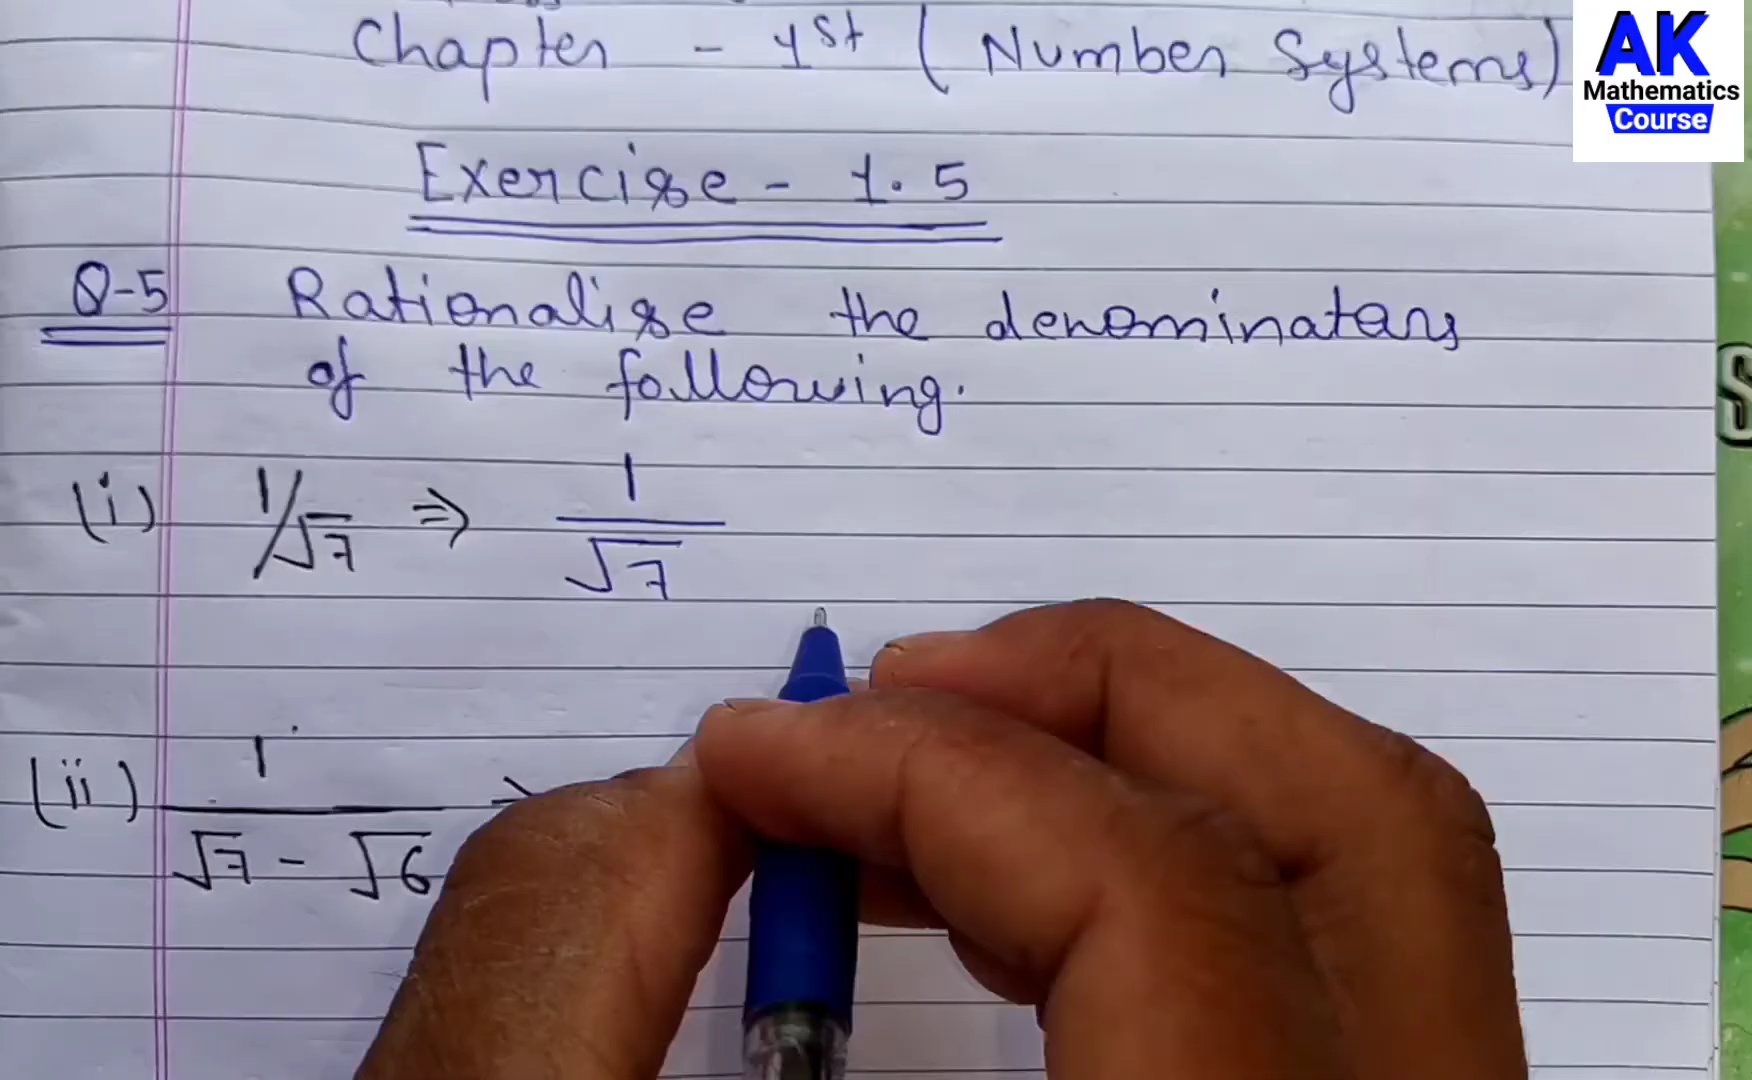 Chapter - 1st ( Number Systems)
AK
Mathematics
Course
Exercise - 1.5
Q-5 Rationalise the denominators
of the following.
(i) 1/√7 ⇒ 1/√7
(ii) 1/√7 - √6
S